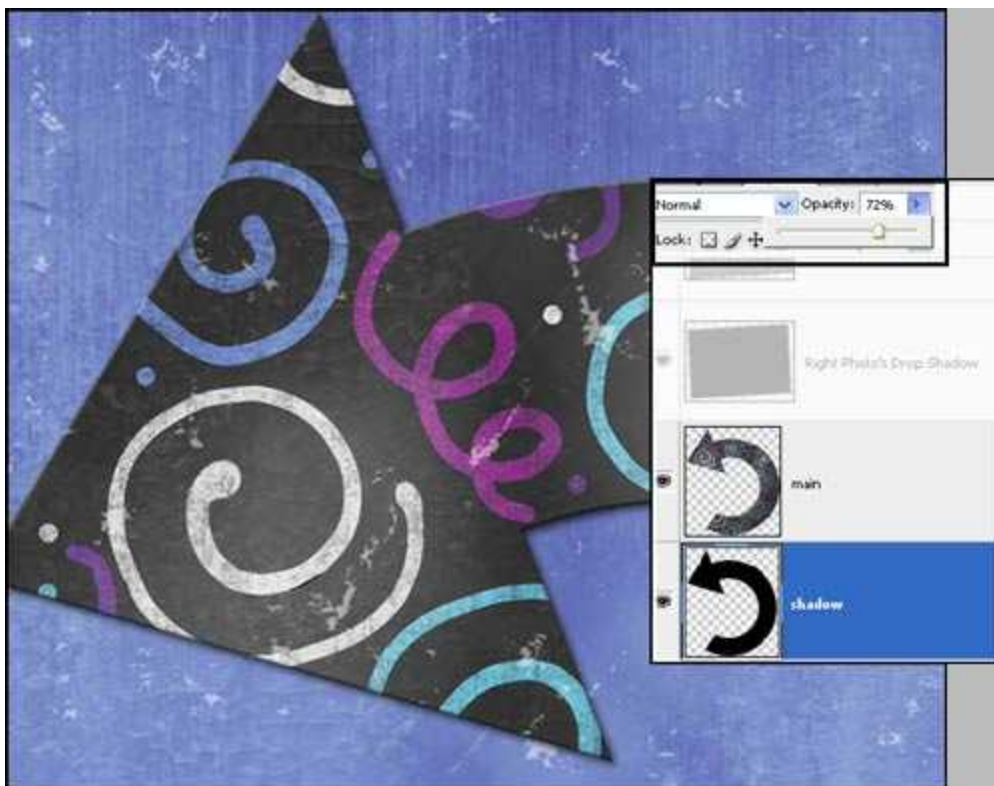 Normal Opacity: 72%
Lock:
Right Photo's Drop Shadow
main
shadow